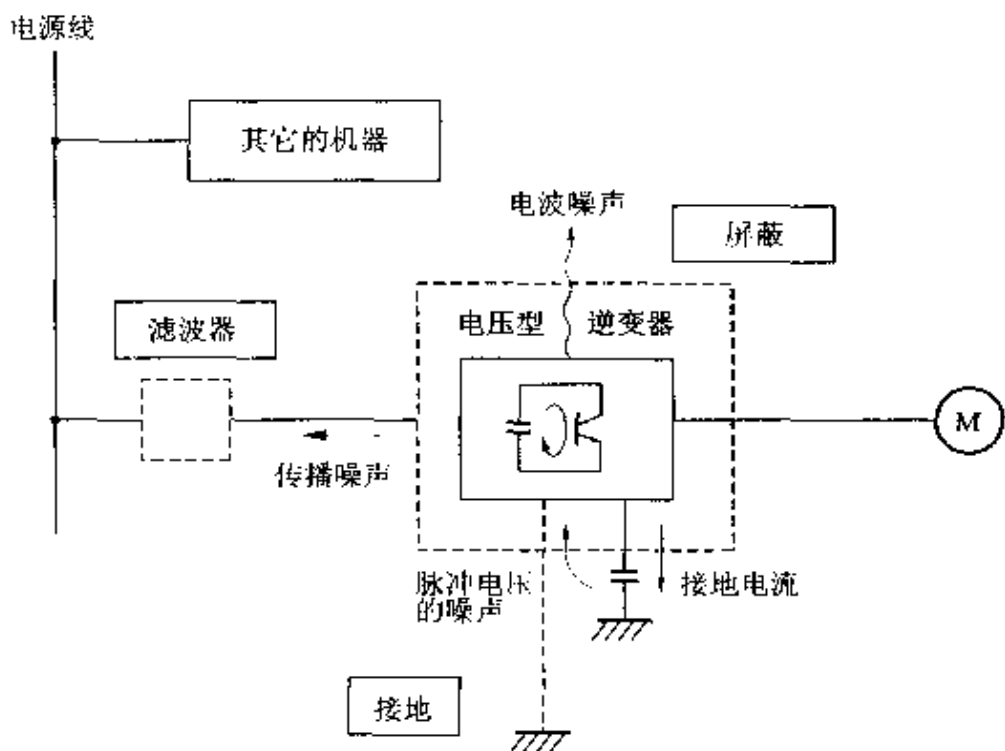 电源线
其它的机器
电波噪声
屏蔽
滤波器
电压型 逆变器
M
传播噪声
脉冲电压
的噪声
接地电流
接地